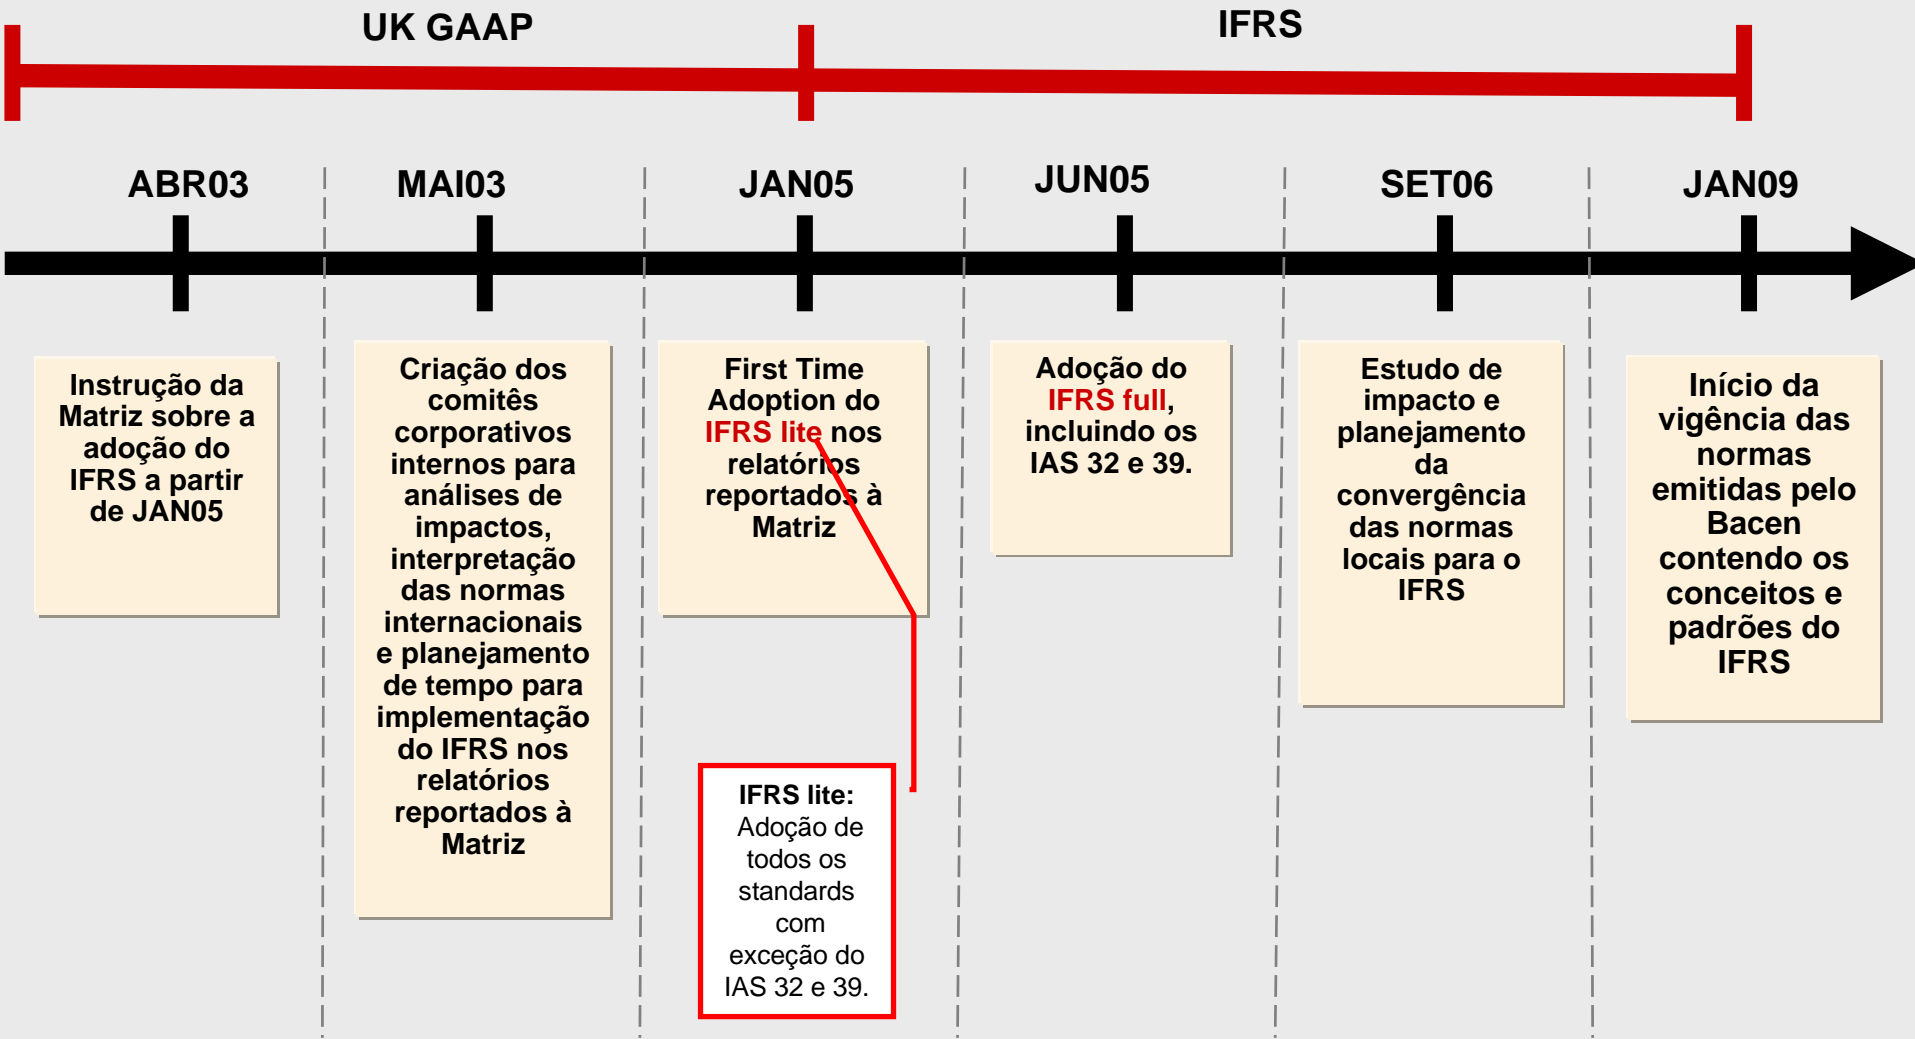 UK GAAP
IFRS
ABR03
MAI03
JAN05
JUN05
SET06
JAN09
Instrução da
Matriz sobre a
adoção do
IFRS a partir
de JAN05
Criação dos
comitês
corporativos
internos para
análises de
impactos,
interpretação
das normas
internacionais
e planejamento
de tempo para
implementação
do IFRS nos
relatórios
reportados à
Matriz
First Time
Adoption do
IFRS lite nos
relatórios
reportados à
Matriz
IFRS lite:
Adoção de
todos os
standards
com
exceção do
IAS 32 e 39.
Adoção do
IFRS full,
incluindo os
IAS 32 e 39.
Estudo de
impacto e
planejamento
da
convergência
das normas
locais para o
IFRS
Início da
vigência das
normas
emitidas pelo
Bacen
contendo os
conceitos e
padrões do
IFRS